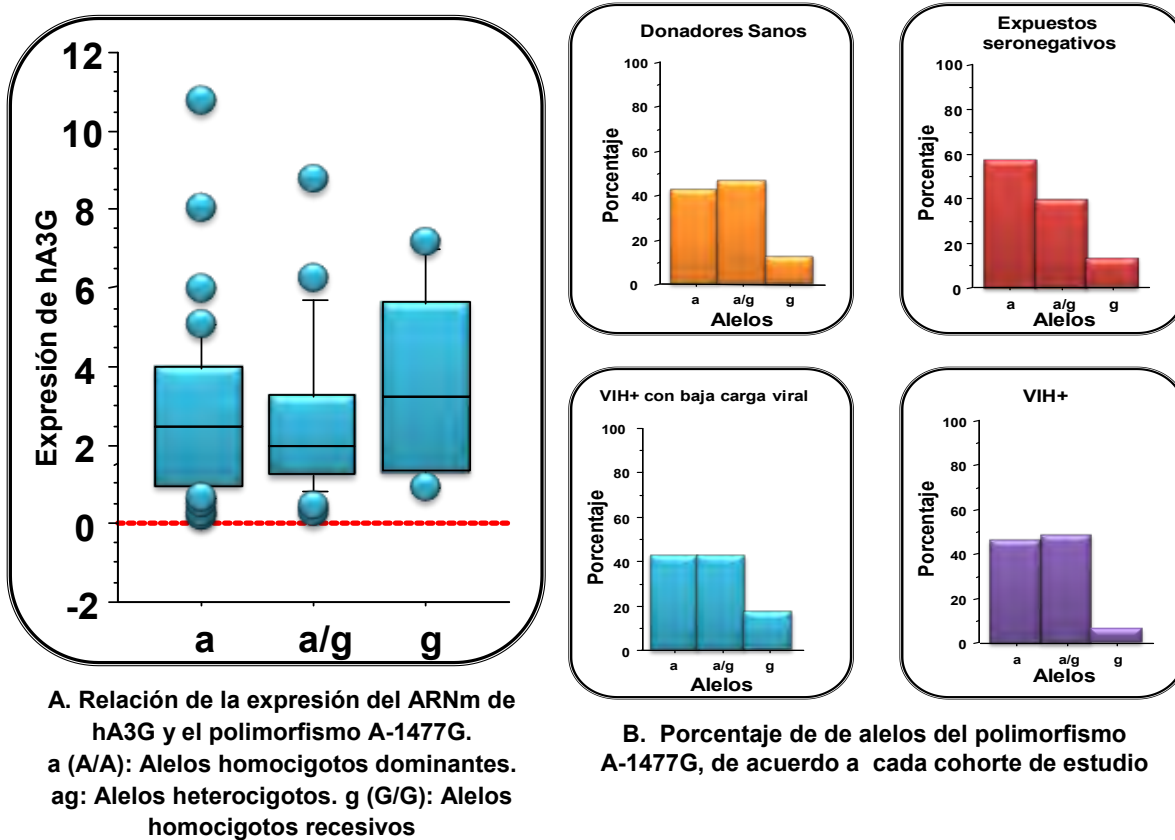 12
10
8
6
4
2
0
-2
Expresión de hA3G
a a/g g
A. Relación de la expresión del ARNm de
hA3G y el polimorfismo A-1477G.
a (A/A): Alelos homocigotos dominantes.
ag: Alelos heterocigotos. g (G/G): Alelos
homocigotos recesivos
Donadores Sanos
100
80
60
40
20
0
Porcentaje
a a/g g
Alelos
Expuestos
seronegativos
100
80
60
40
20
0
Porcentaje
a a/g g
Alelos
VIH+ con baja carga viral
100
80
60
40
20
0
Porcentaje
a a/g g
Alelos
VIH+
100
80
60
40
20
0
Porcentaje
a a/g g
Alelos
B. Porcentaje de de alelos del polimorfismo
A-1477G, de acuerdo a cada cohorte de estudio